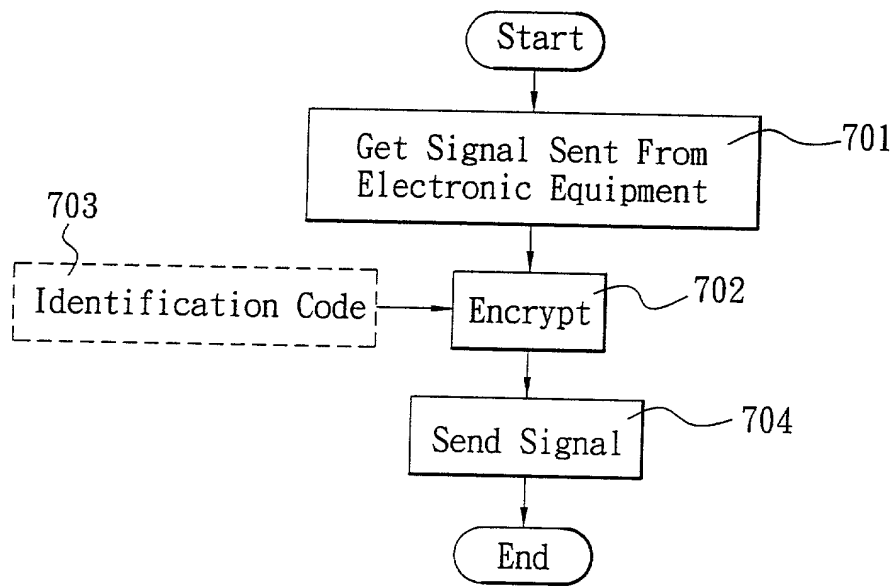 Start
Get Signal Sent From
Electronic Equipment
701
703
Identification Code
Encrypt
702
Send Signal
704
End